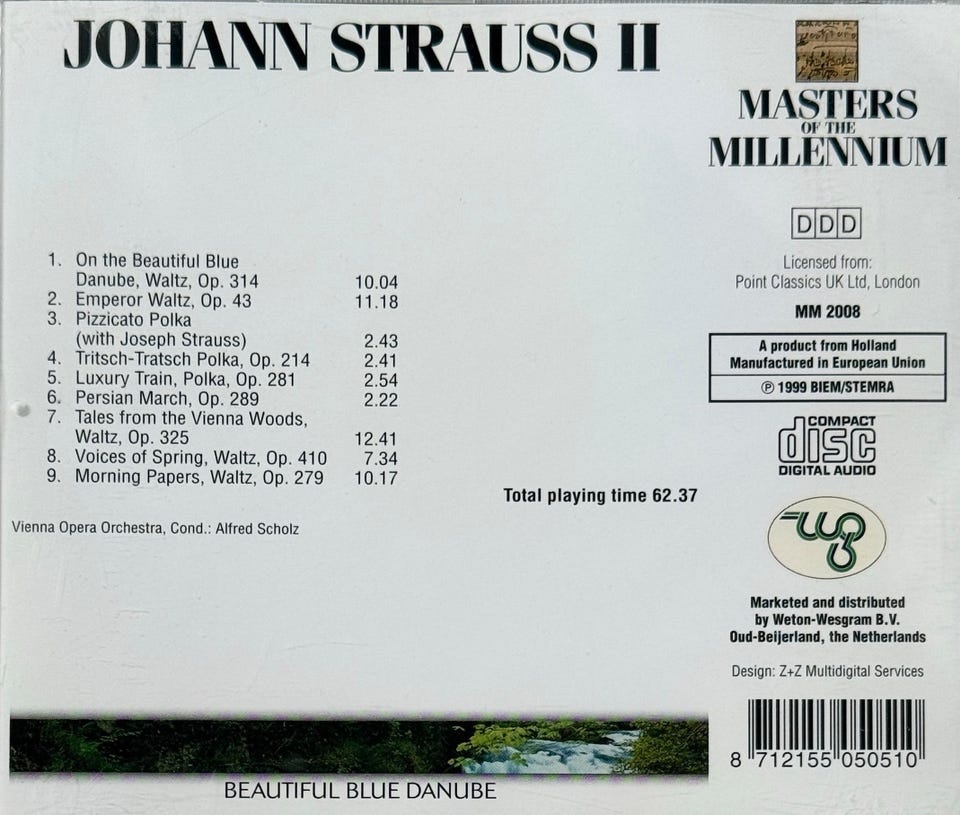 JOHANN STRAUSS II
MASTERS
OF THE
MILLENNIUM
DDD
Licensed from:
Point Classics UK Ltd, London
MM 2008
A product from Holland
Manufactured in European Union
℗ 1999 BIEM/STEMRA
COMPACT
disc
DIGITAL AUDIO
1. On the Beautiful Blue
Danube, Waltz, Op. 314 10.04
2. Emperor Waltz, Op. 43 11.18
3. Pizzicato Polka
(with Joseph Strauss) 2.43
4. Tritsch-Tratsch Polka, Op. 214 2.41
5. Luxury Train, Polka, Op. 281 2.54
6. Persian March, Op. 289 2.22
7. Tales from the Vienna Woods,
Waltz, Op. 325 12.41
8. Voices of Spring, Waltz, Op. 410 7.34
9. Morning Papers, Waltz, Op. 279 10.17
Total playing time 62.37
Vienna Opera Orchestra, Cond.: Alfred Scholz
Marketed and distributed
by Weton-Wesgram B.V.
Oud-Beijerland, the Netherlands
Design: Z+Z Multidigital Services
8 712155 050510
BEAUTIFUL BLUE DANUBE